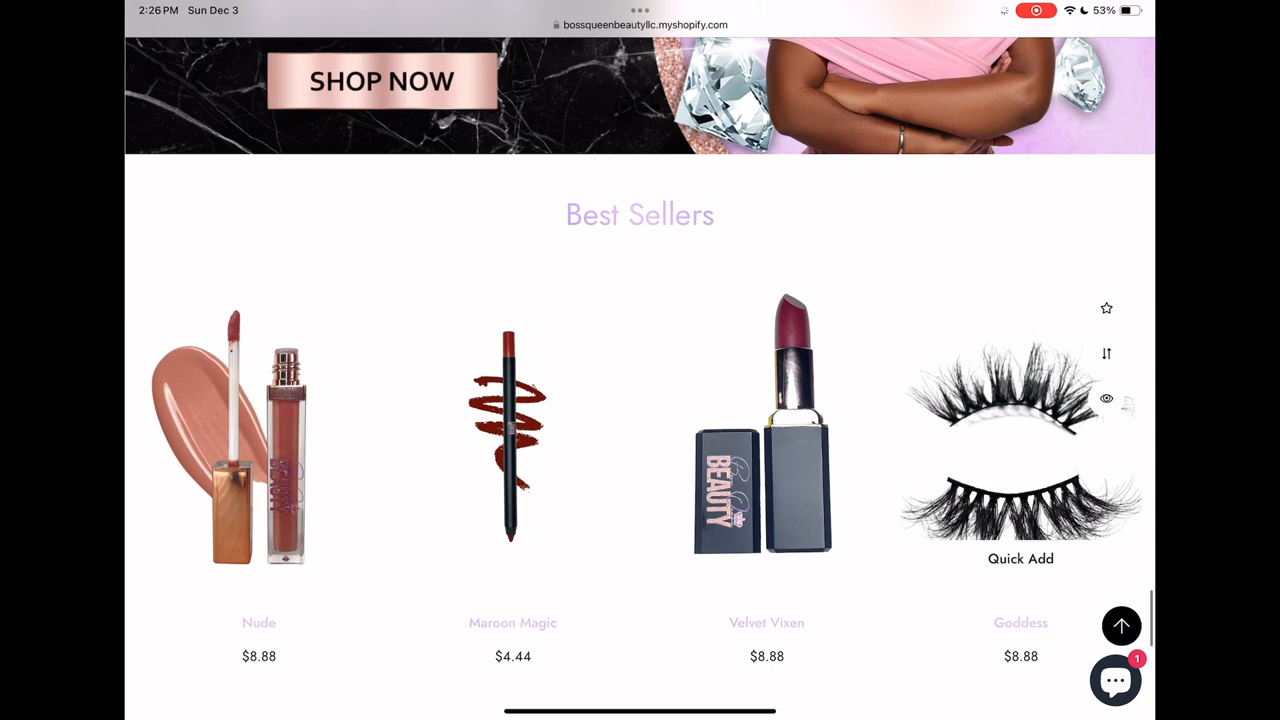 2:26 PM Sun Dec 3
53%
bossqueenbeautyllc.myshopify.com
SHOP NOW
Best Sellers
BEAUTY
BEAUTY
Quick Add
Nude
Maroon Magic
Velvet Vixen
Goddess
$8.88
$4.44
$8.88
$8.88
1